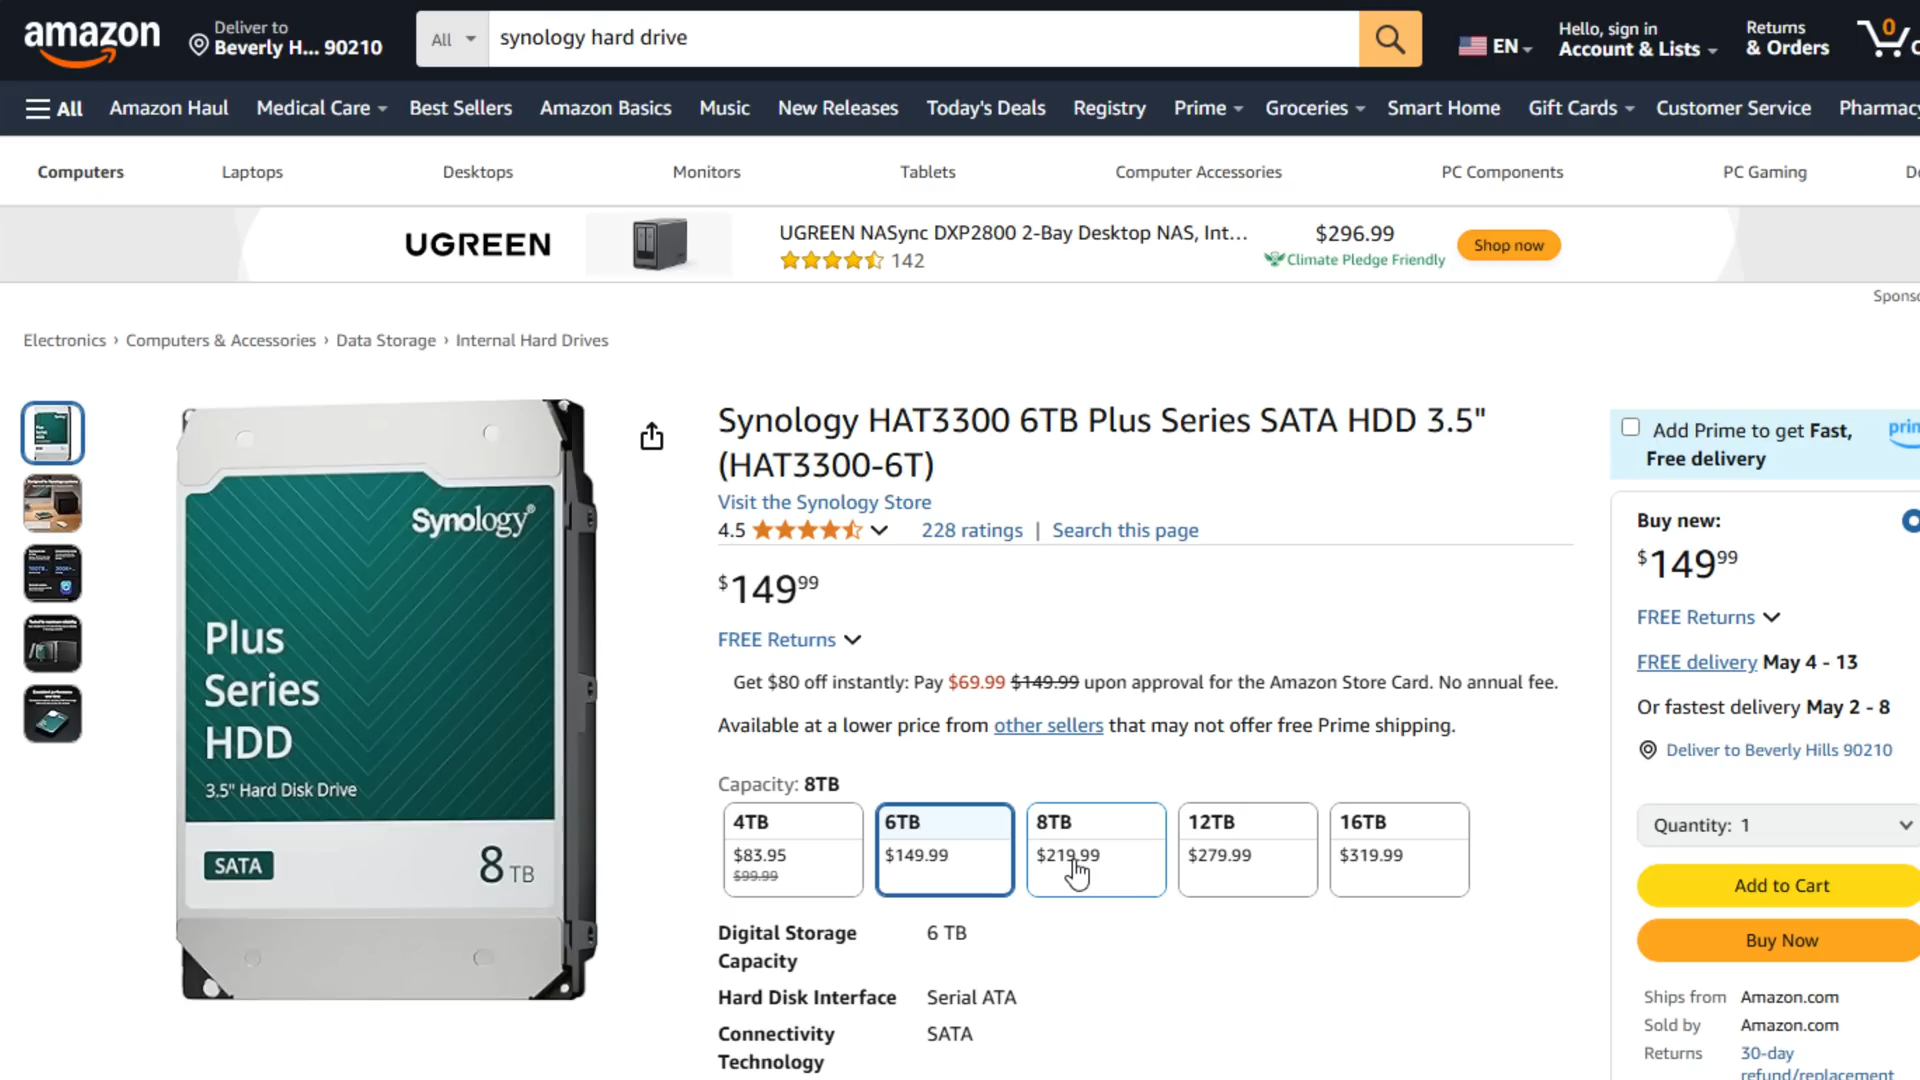 amazon
Deliver to
Beverly H... 90210
All
synology hard drive
EN
Hello, sign in
Account & Lists
Returns
& Orders
0
All
Amazon Haul
Medical Care
Best Sellers
Amazon Basics
Music
New Releases
Today's Deals
Registry
Prime
Groceries
Smart Home
Gift Cards
Customer Service
Pharmacy
Computers
Laptops
Desktops
Monitors
Tablets
Computer Accessories
PC Components
PC Gaming
UGREEN
UGREEN NASync DXP2800 2-Bay Desktop NAS, Int...
142
$296.99
Climate Pledge Friendly
Shop now
Electronics › Computers & Accessories › Data Storage › Internal Hard Drives
Synology
Plus
Series
HDD
3.5" Hard Disk Drive
SATA
8 TB
Synology HAT3300 6TB Plus Series SATA HDD 3.5"
(HAT3300-6T)
Visit the Synology Store
4.5
228 ratings | Search this page
$149 99
FREE Returns
Get $80 off instantly: Pay $69.99 $149.99 upon approval for the Amazon Store Card. No annual fee.
Available at a lower price from other sellers that may not offer free Prime shipping.
Capacity: 8TB
4TB
$83.95
$99.99
6TB
$149.99
8TB
$219.99
12TB
$279.99
16TB
$319.99
Digital Storage
Capacity
6 TB
Hard Disk Interface
Serial ATA
Connectivity
Technology
SATA
Add Prime to get Fast,
Free delivery
Buy new:
$149 99
FREE Returns
FREE delivery May 4 - 13
Or fastest delivery May 2 - 8
Deliver to Beverly Hills 90210
Quantity: 1
Add to Cart
Buy Now
Ships from Amazon.com
Sold by Amazon.com
Returns 30-day
refund/replacement